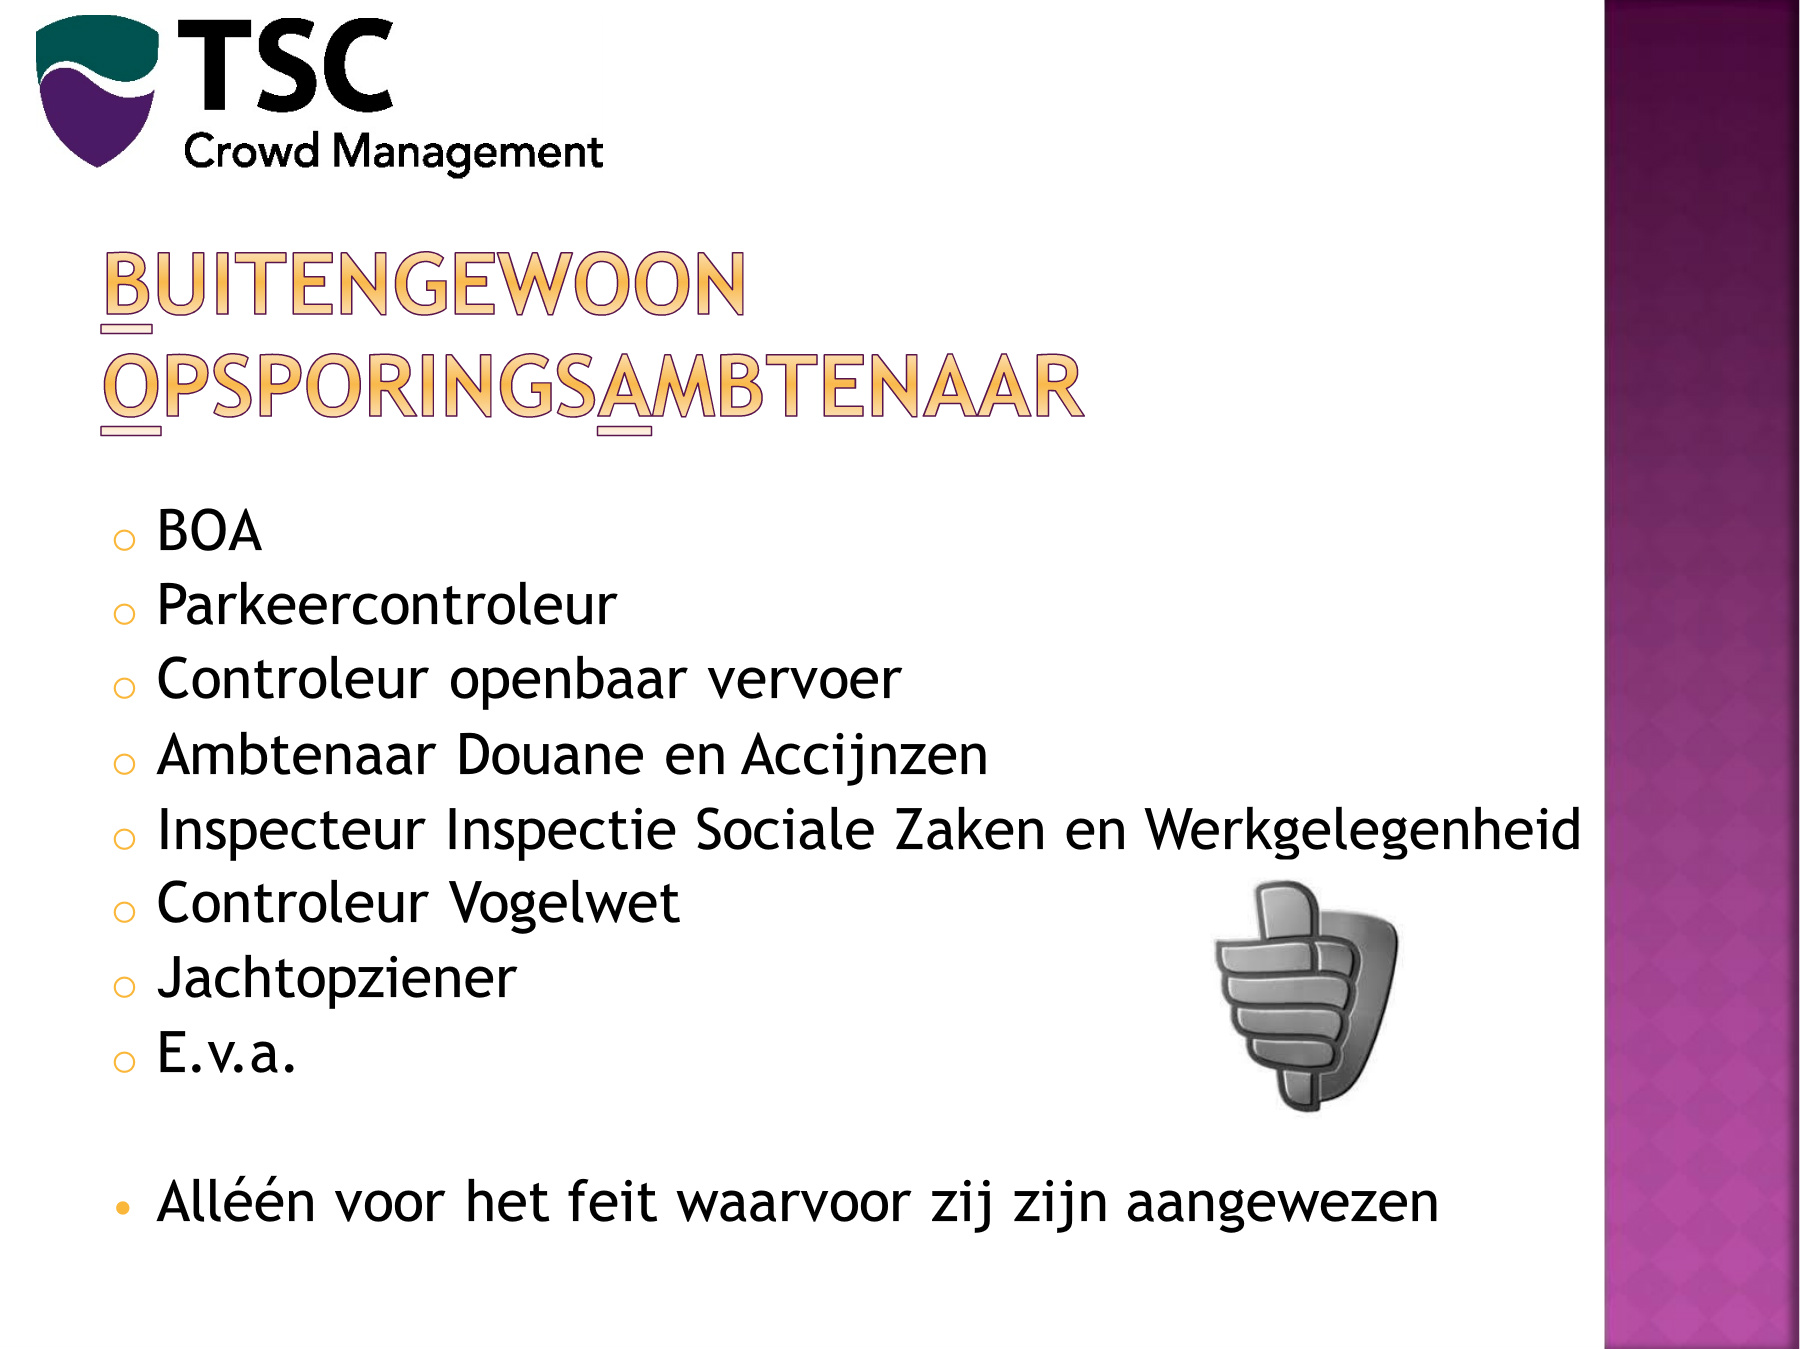 TSC
Crowd Management
BUITENGEWOON
OPSPORINGSAMBTENAAR
BOA
Parkeercontroleur
Controleur openbaar vervoer
Ambtenaar Douane en Accijnzen
Inspecteur Inspectie Sociale Zaken en Werkgelegenheid
Controleur Vogelwet
Jachtopziener
E.v.a.
Alléén voor het feit waarvoor zij zijn aangewezen